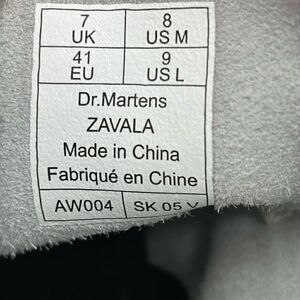 7 8
UK US M
41 9
EU US L
Dr.Martens
ZAVALA
Made in China
Fabriqué en Chine
AW004 SK 05 V